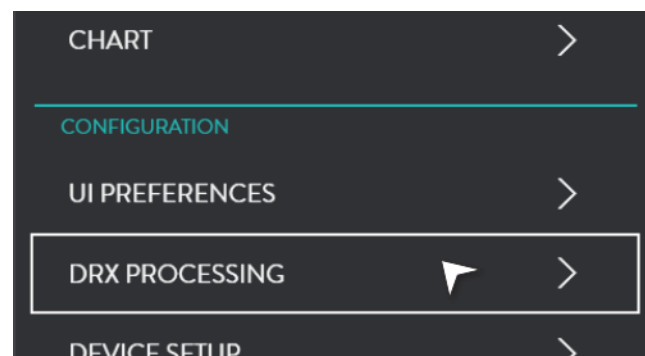 CHART
CONFIGURATION
UI PREFERENCES
DRX PROCESSING
DEVICE SETUP